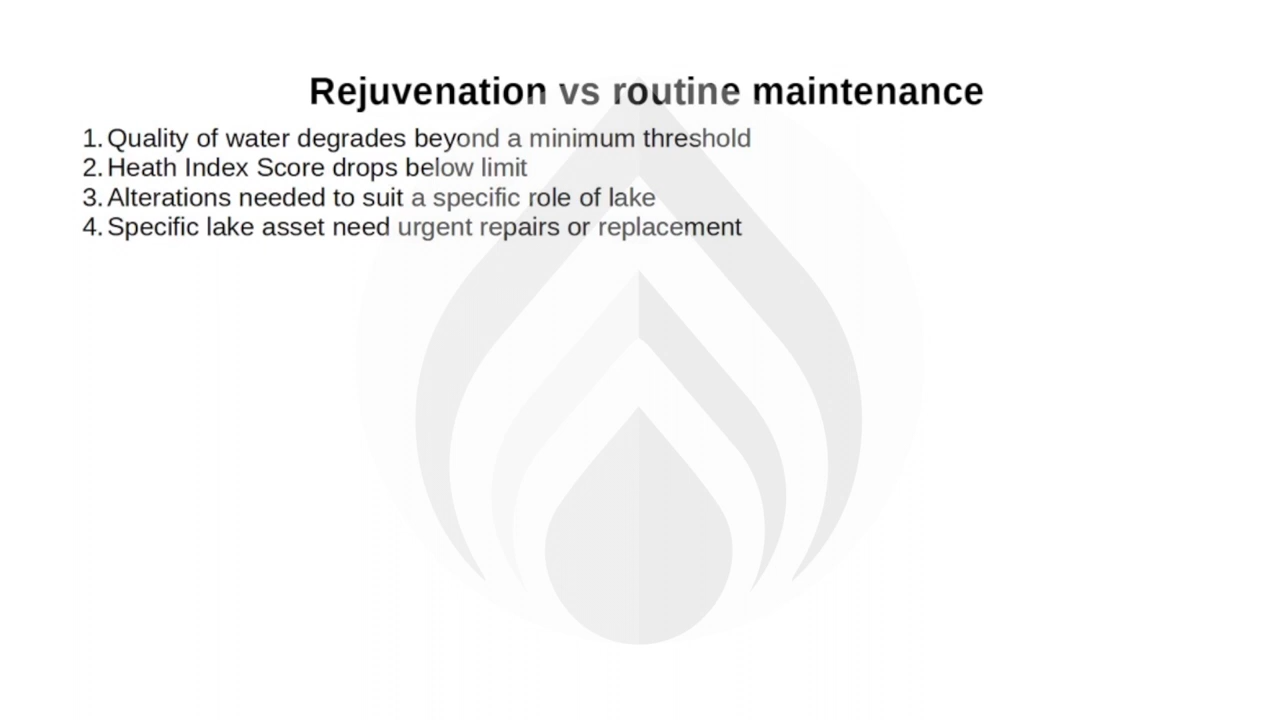 Rejuvenation vs routine maintenance
1. Quality of water degrades beyond a minimum threshold
2. Heath Index Score drops below limit
3. Alterations needed to suit a specific role of lake
4. Specific lake asset need urgent repairs or replacement